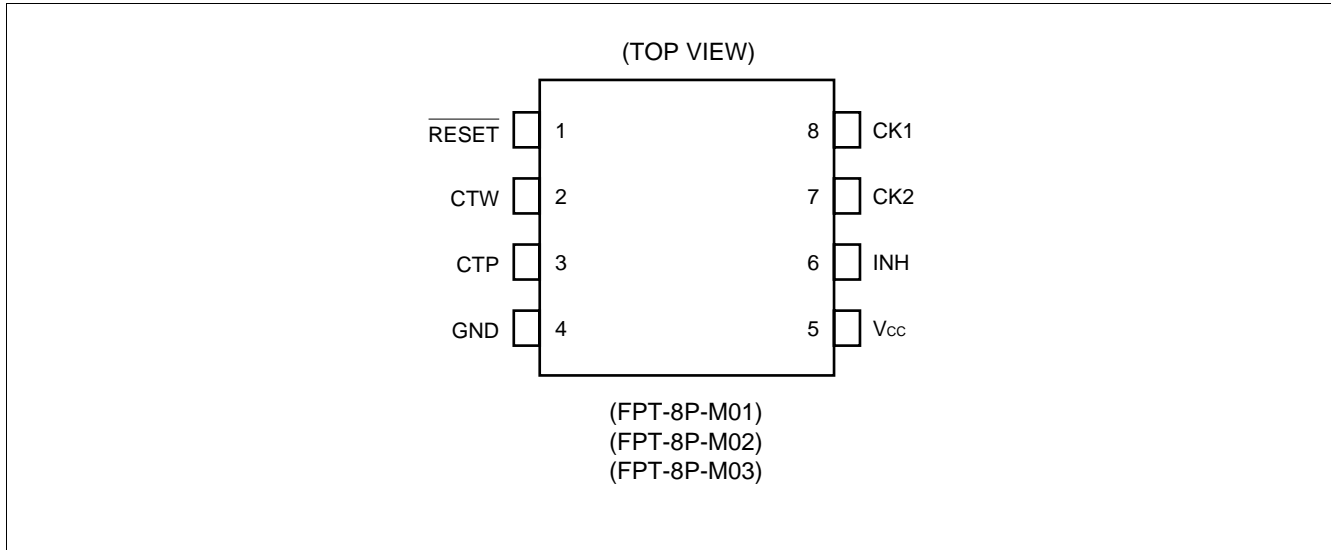 (TOP VIEW)
RESET 1 8 CK1
CTW 2 7 CK2
CTP 3 6 INH
GND 4 5 VCC
(FPT-8P-M01)
(FPT-8P-M02)
(FPT-8P-M03)